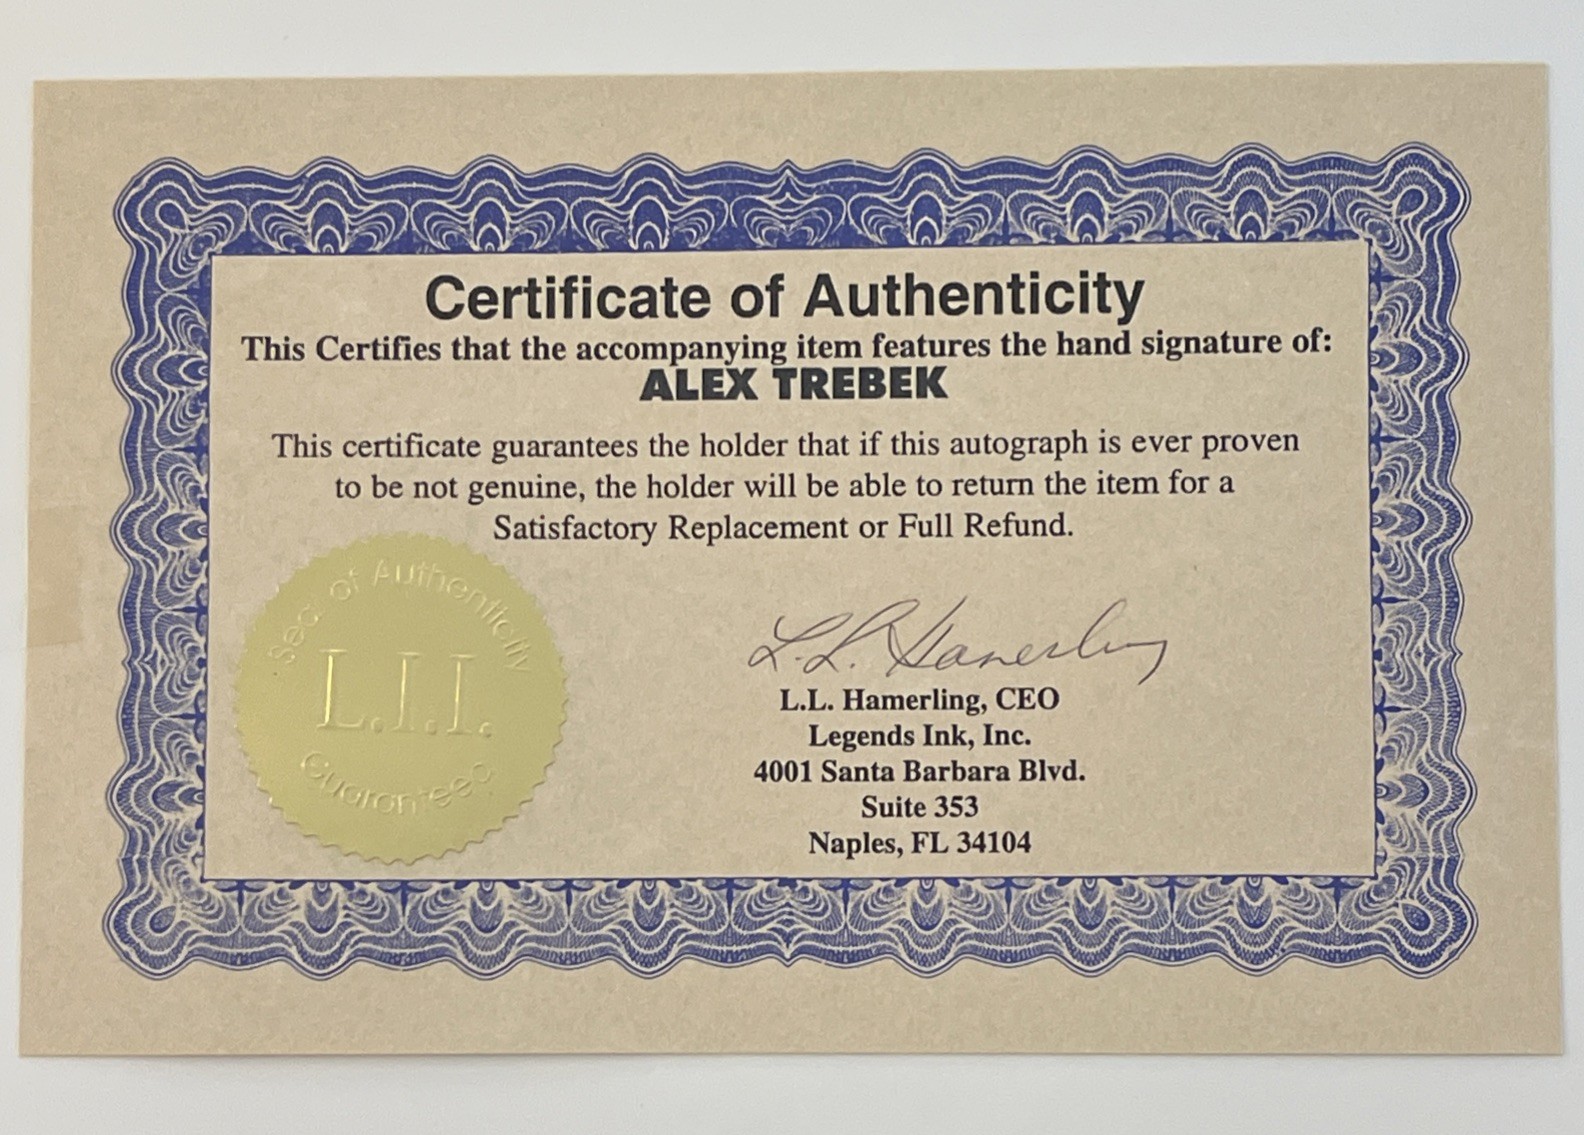 Certificate of Authenticity
This Certifies that the accompanying item features the hand signature of:
ALEX TREBEK
This certificate guarantees the holder that if this autograph is ever proven
to be not genuine, the holder will be able to return the item for a
Satisfactory Replacement or Full Refund.
Seal of Authenticity
L.I.I.
Guaranteed
L.L. Hamerling
L.L. Hamerling, CEO
Legends Ink, Inc.
4001 Santa Barbara Blvd.
Suite 353
Naples, FL 34104